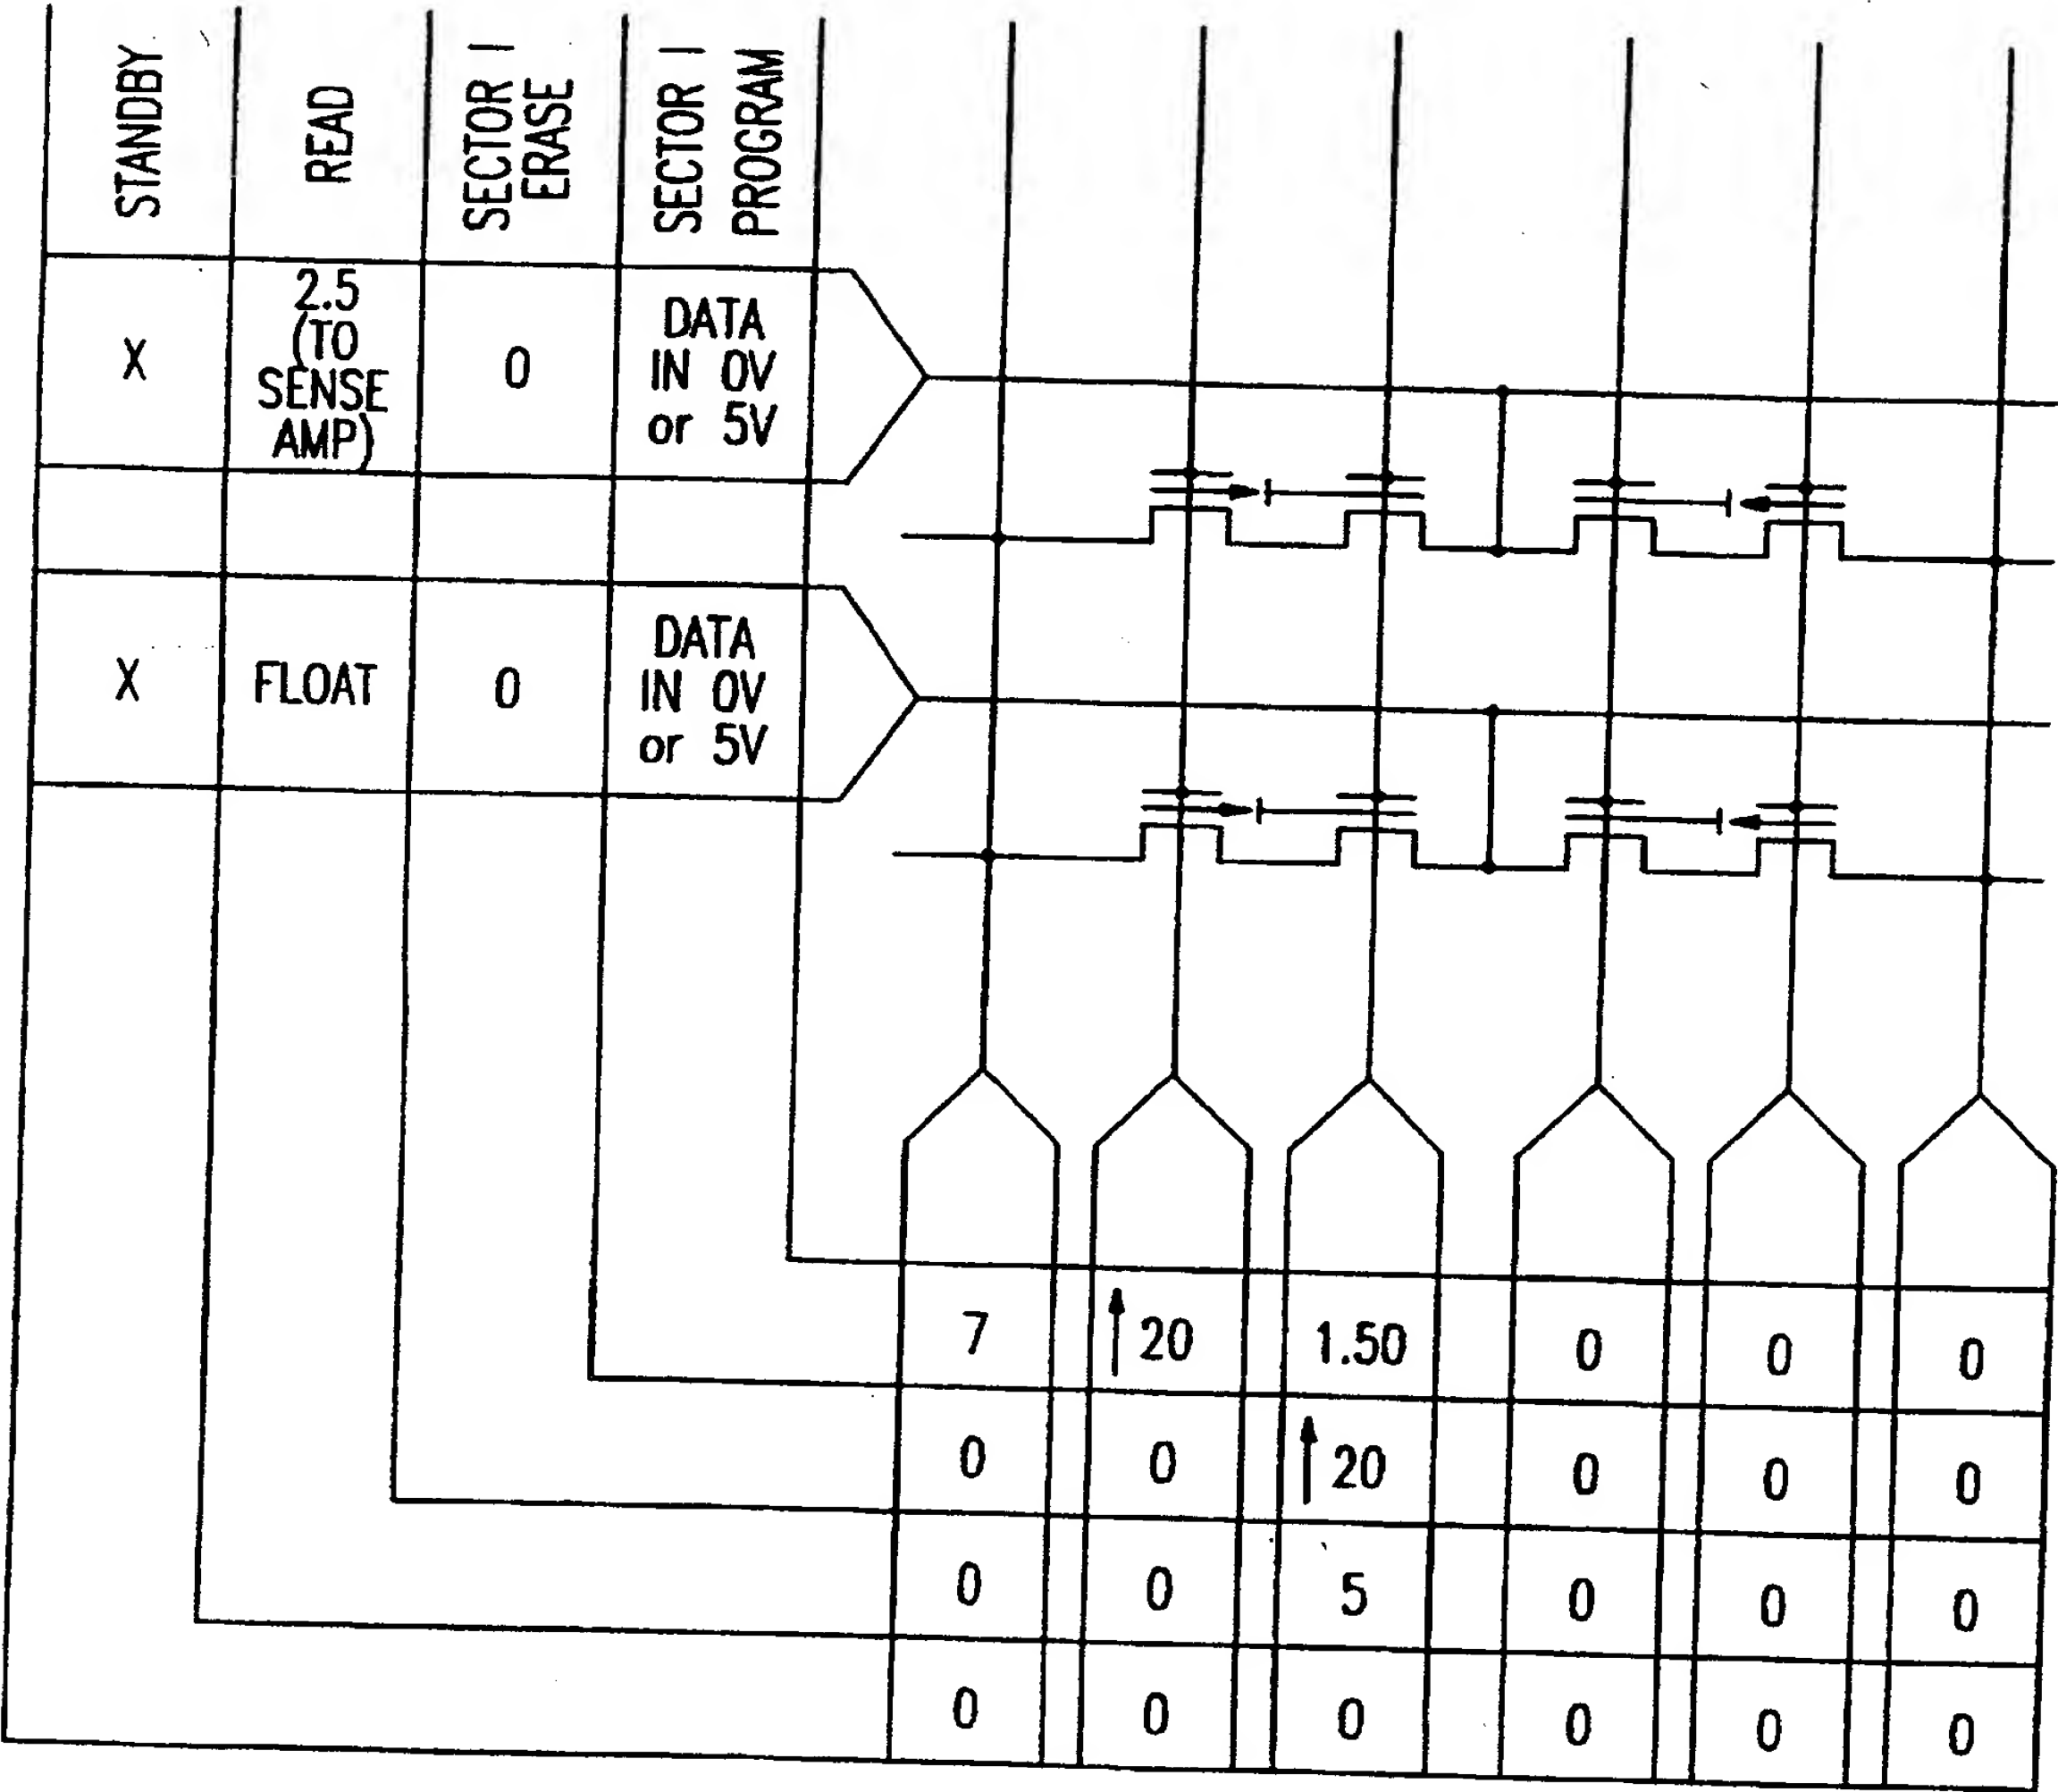 STANDBY
READ
SECTOR I
ERASE
SECTOR I
PROGRAM
X
2.5
(TO
SENSE
AMP)
0
DATA
IN 0V
or 5V
X
FLOAT
0
DATA
IN 0V
or 5V
7 20 1.50 0 0 0
0 0 20 0 0 0
0 0 5 0 0 0
0 0 0 0 0 0